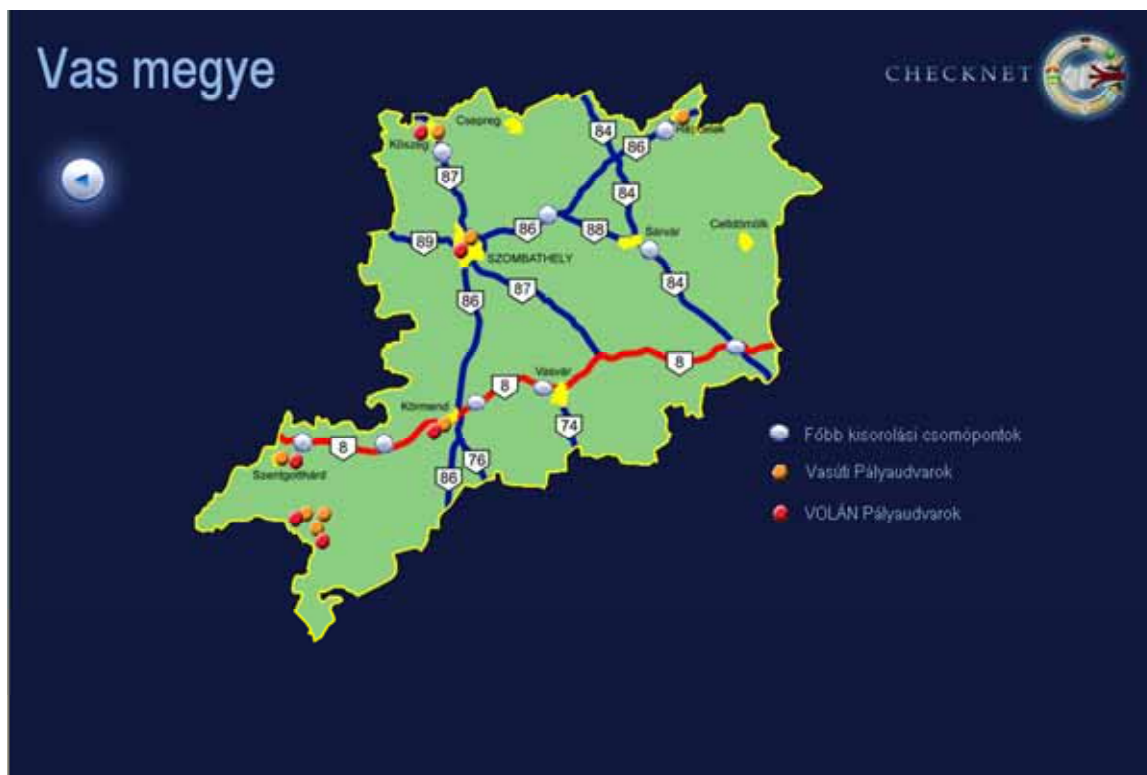 Vas megye
CHECKNET
Csepreg
Kőszeg
84
86
87
84
89
86
88
Sárvár
Celldömölk
SZOMBATHELY
86
87
84
8
8
Vasvár
Körmend
74
8
76
86
Szentgotthárd
Főbb kisorolási csomópontok
Vasúti Pályaudvarok
VOLÁN Pályaudvarok